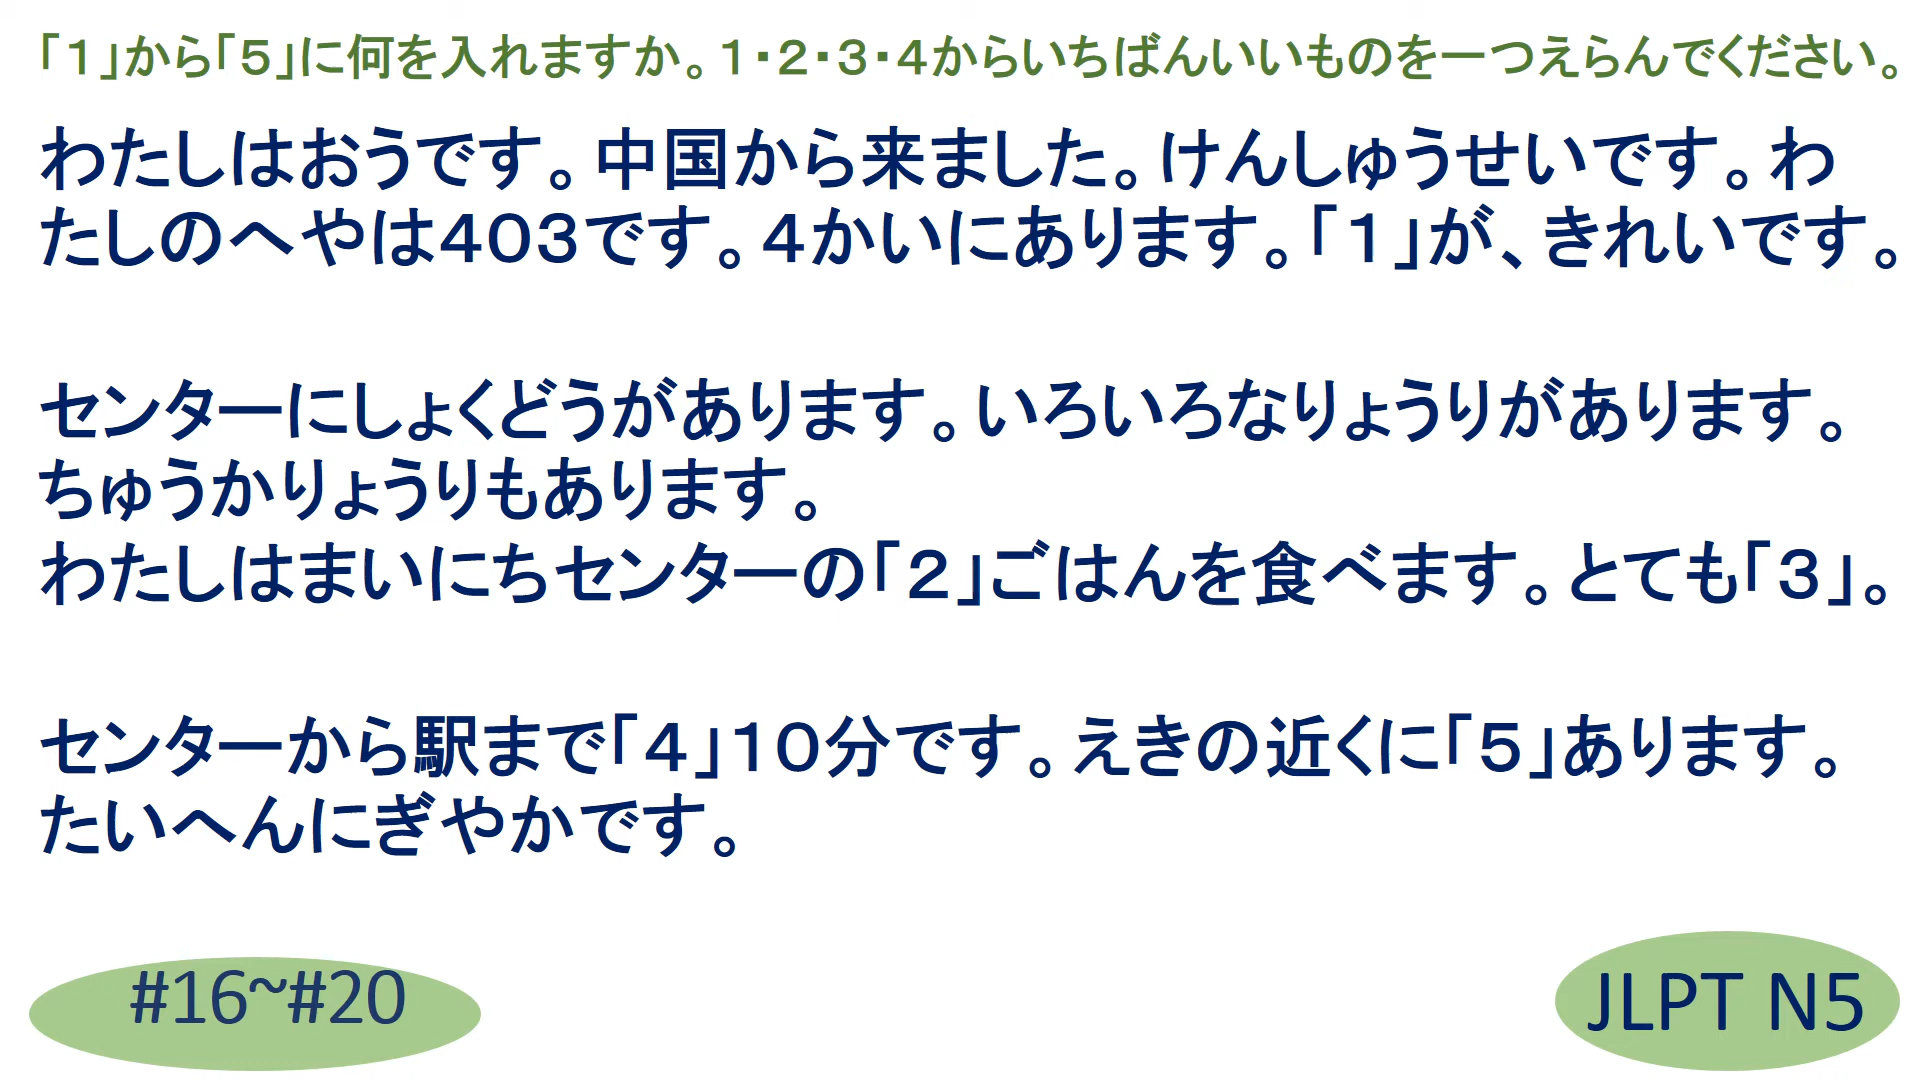 「１」から「５」に何を入れますか。１・２・３・４からいちばんいいものを一つえらんでください。
わたしはおうです。中国から来ました。けんしゅうせいです。わ
たしのへやは４０３です。４かいにあります。「１」が、きれいです。
センターにしょくどうがあります。いろいろなりょうりがあります。
ちゅうかりょうりもあります。
わたしはまいにちセンターの「２」ごはんを食べます。とても「３」。
センターから駅まで「４」１０分です。えきの近くに「５」あります。
たいへんにぎやかです。
#16~#20
JLPT N5